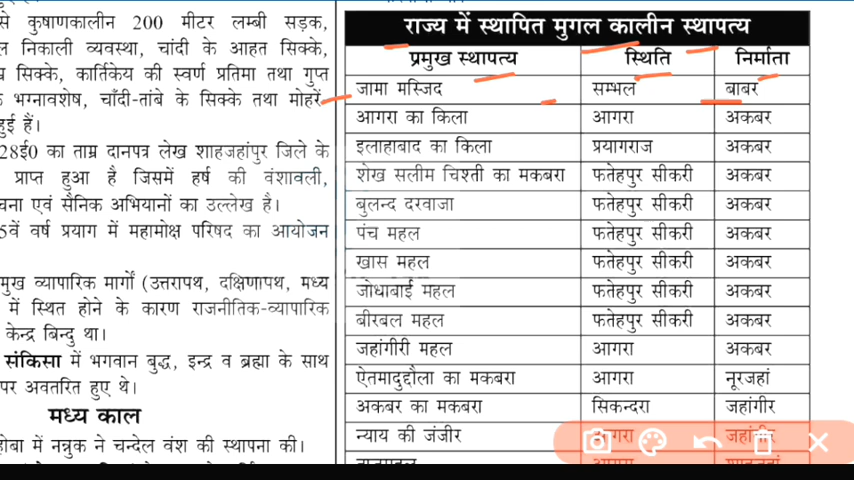 से कुषाणकालीन 200 मीटर लम्बी सड़क,
निकाली व्यवस्था, चांदी के आहत सिक्के,
सिक्के, कार्तिकेय की स्वर्ण प्रतिमा तथा गुप्त
भग्नावशेष, चाँदी-तांबे के सिक्के तथा मोहरें
हुई हैं।
28ई0 का ताम्र दानपत्र लेख शाहजहांपुर जिले के
प्राप्त हुआ है जिसमें हर्ष की वंशावली,
एवं सैनिक अभियानों का उल्लेख है।
5वें वर्ष प्रयाग में महामोक्ष परिषद का आयोजन
व्यापारिक मार्गों (उत्तरापथ, दक्षिणापथ, मध्य
में स्थित होने के कारण राजनीतिक-व्यापारिक
केन्द्र बिन्दु था।
संकिसा में भगवान बुद्ध, इन्द्र व ब्रह्मा के साथ
पर अवतरित हुए थे।
मध्य काल
में नन्नुक ने चन्देल वंश की स्थापना की।
राज्य में स्थापित मुगल कालीन स्थापत्य
प्रमुख स्थापत्य स्थिति निर्माता
जामा मस्जिद सम्भल बाबर
आगरा का किला आगरा अकबर
इलाहाबाद का किला प्रयागराज अकबर
शेख सलीम चिश्ती का मकबरा फतेहपुर सीकरी अकबर
बुलन्द दरवाजा फतेहपुर सीकरी अकबर
पंच महल फतेहपुर सीकरी अकबर
खास महल फतेहपुर सीकरी अकबर
जोधाबाई महल फतेहपुर सीकरी अकबर
बीरबल महल फतेहपुर सीकरी अकबर
जहांगीरी महल आगरा अकबर
ऐतमादुद्दौला का मकबरा आगरा नूरजहां
अकबर का मकबरा सिकन्दरा जहांगीर
न्याय की जंजीर आगरा जहांगीर